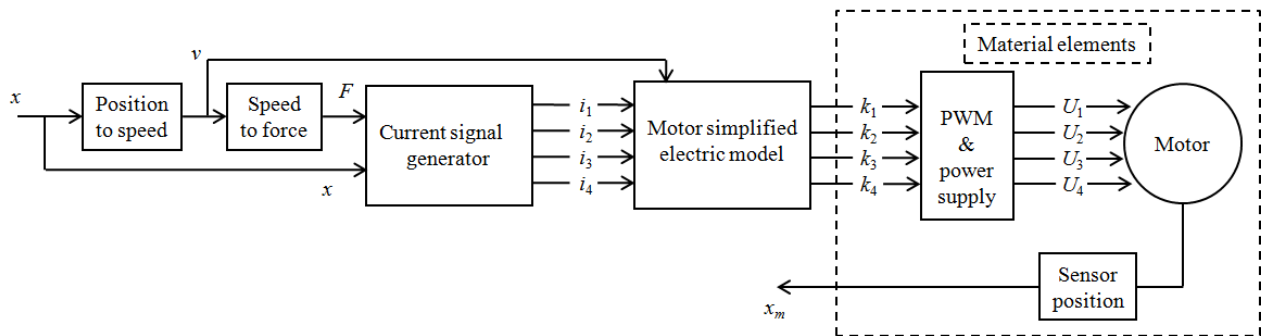 Material elements
v
x
Position
to speed
Speed
to force
F
Current signal
generator
x
i1
i2
i3
i4
Motor simplified
electric model
k1
k2
k3
k4
PWM
&
power
supply
U1
U2
U3
U4
Motor
Sensor
position
xm